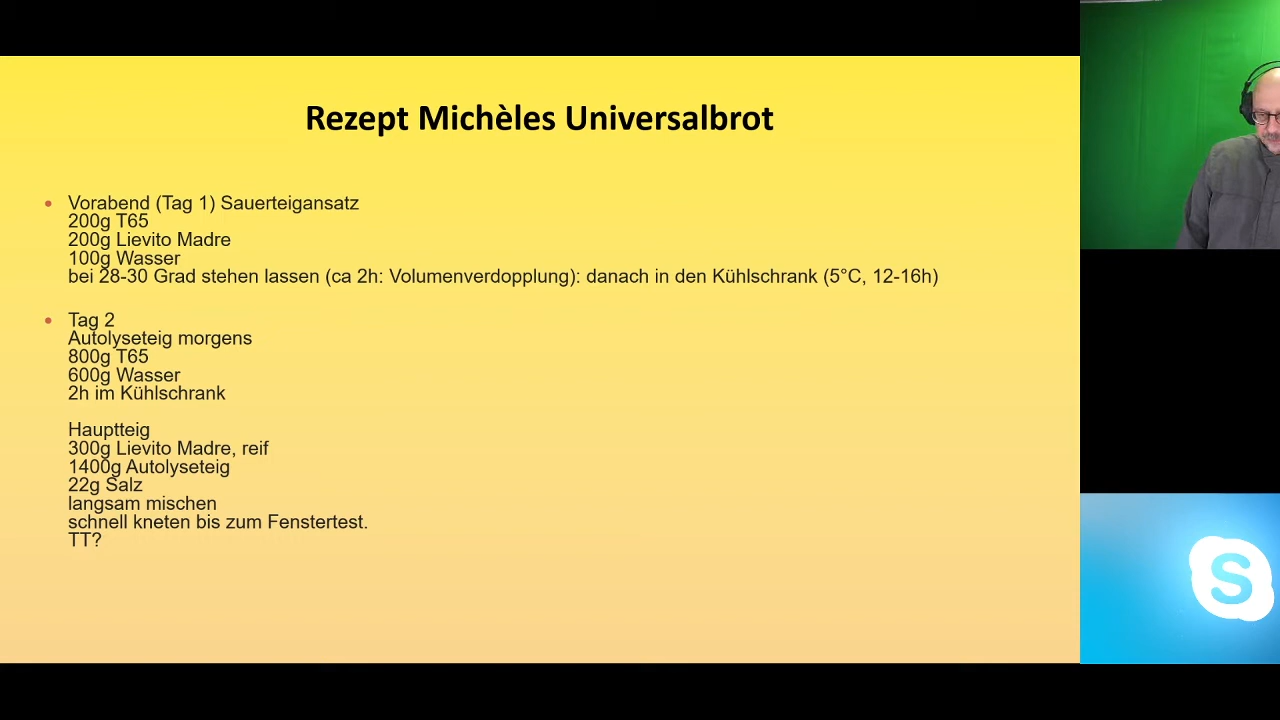 Rezept Michèles Universalbrot
• Vorabend (Tag 1) Sauerteigansatz
200g T65
200g Lievito Madre
100g Wasser
bei 28-30 Grad stehen lassen (ca 2h: Volumenverdopplung): danach in den Kühlschrank (5°C, 12-16h)
• Tag 2
Autolyseteig morgens
800g T65
600g Wasser
2h im Kühlschrank
Hauptteig
300g Lievito Madre, reif
1400g Autolyseteig
22g Salz
langsam mischen
schnell kneten bis zum Fenstertest.
TT?
S